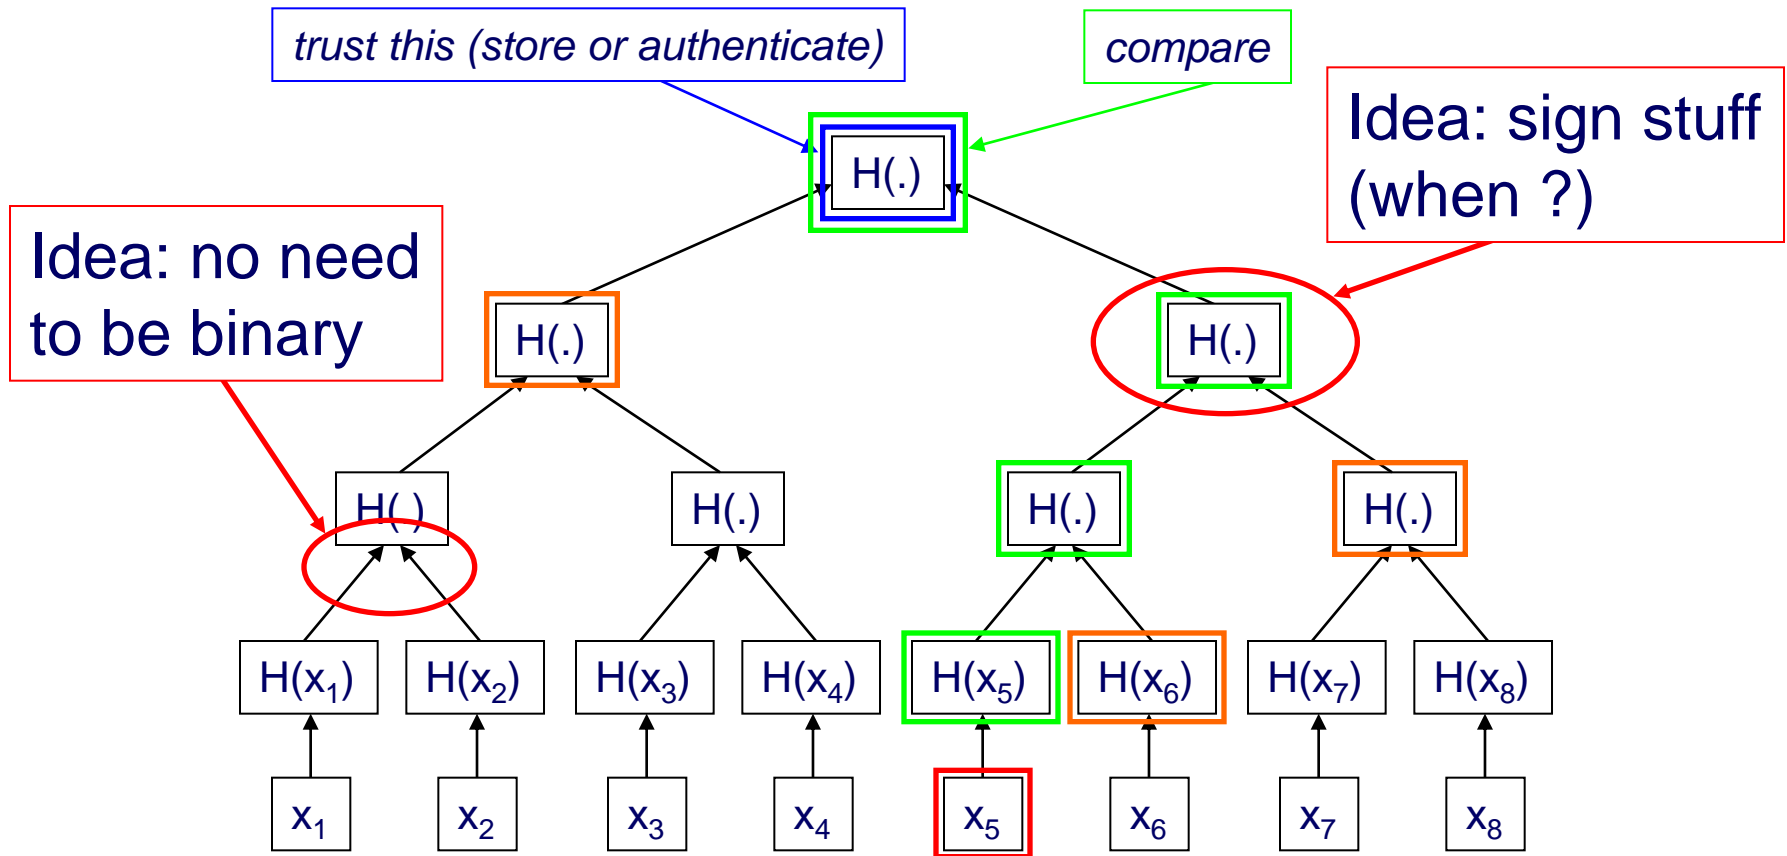 trust this (store or authenticate)
compare
Idea: sign stuff
(when ?)
H(.)
Idea: no need
to be binary
H(.)
H(.)
H(.)
H(.)
H(.)
H(.)
H(x₁)
H(x₂)
H(x₃)
H(x₄)
H(x₅)
H(x₆)
H(x₇)
H(x₈)
x₁
x₂
x₃
x₄
x₅
x₆
x₇
x₈